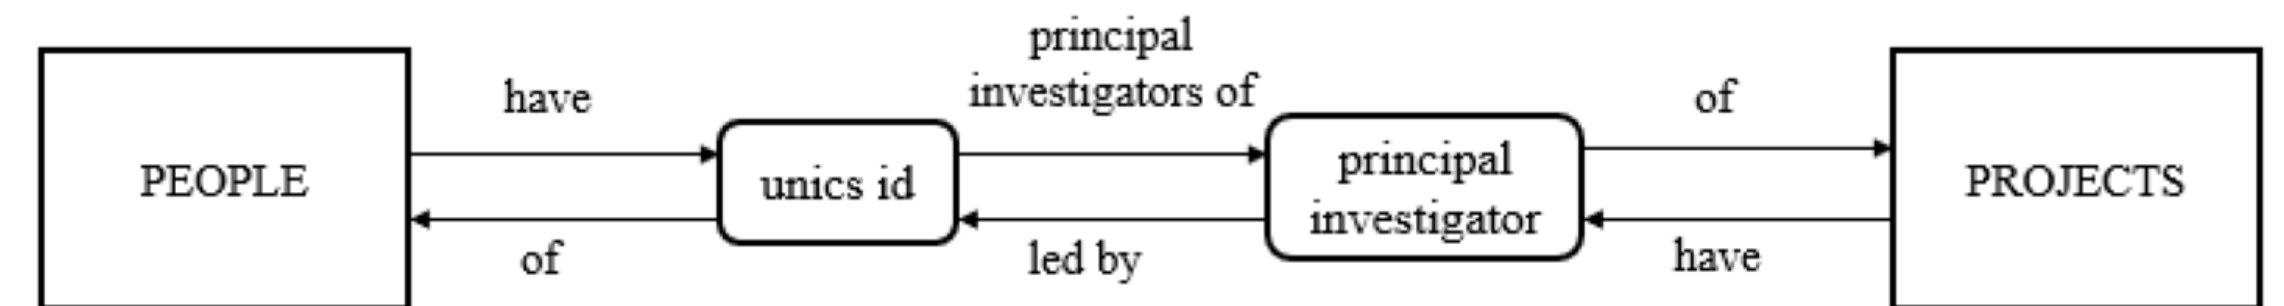 principal
investigators of
have
of
PEOPLE
unics id
principal
investigator
PROJECTS
of
led by
have